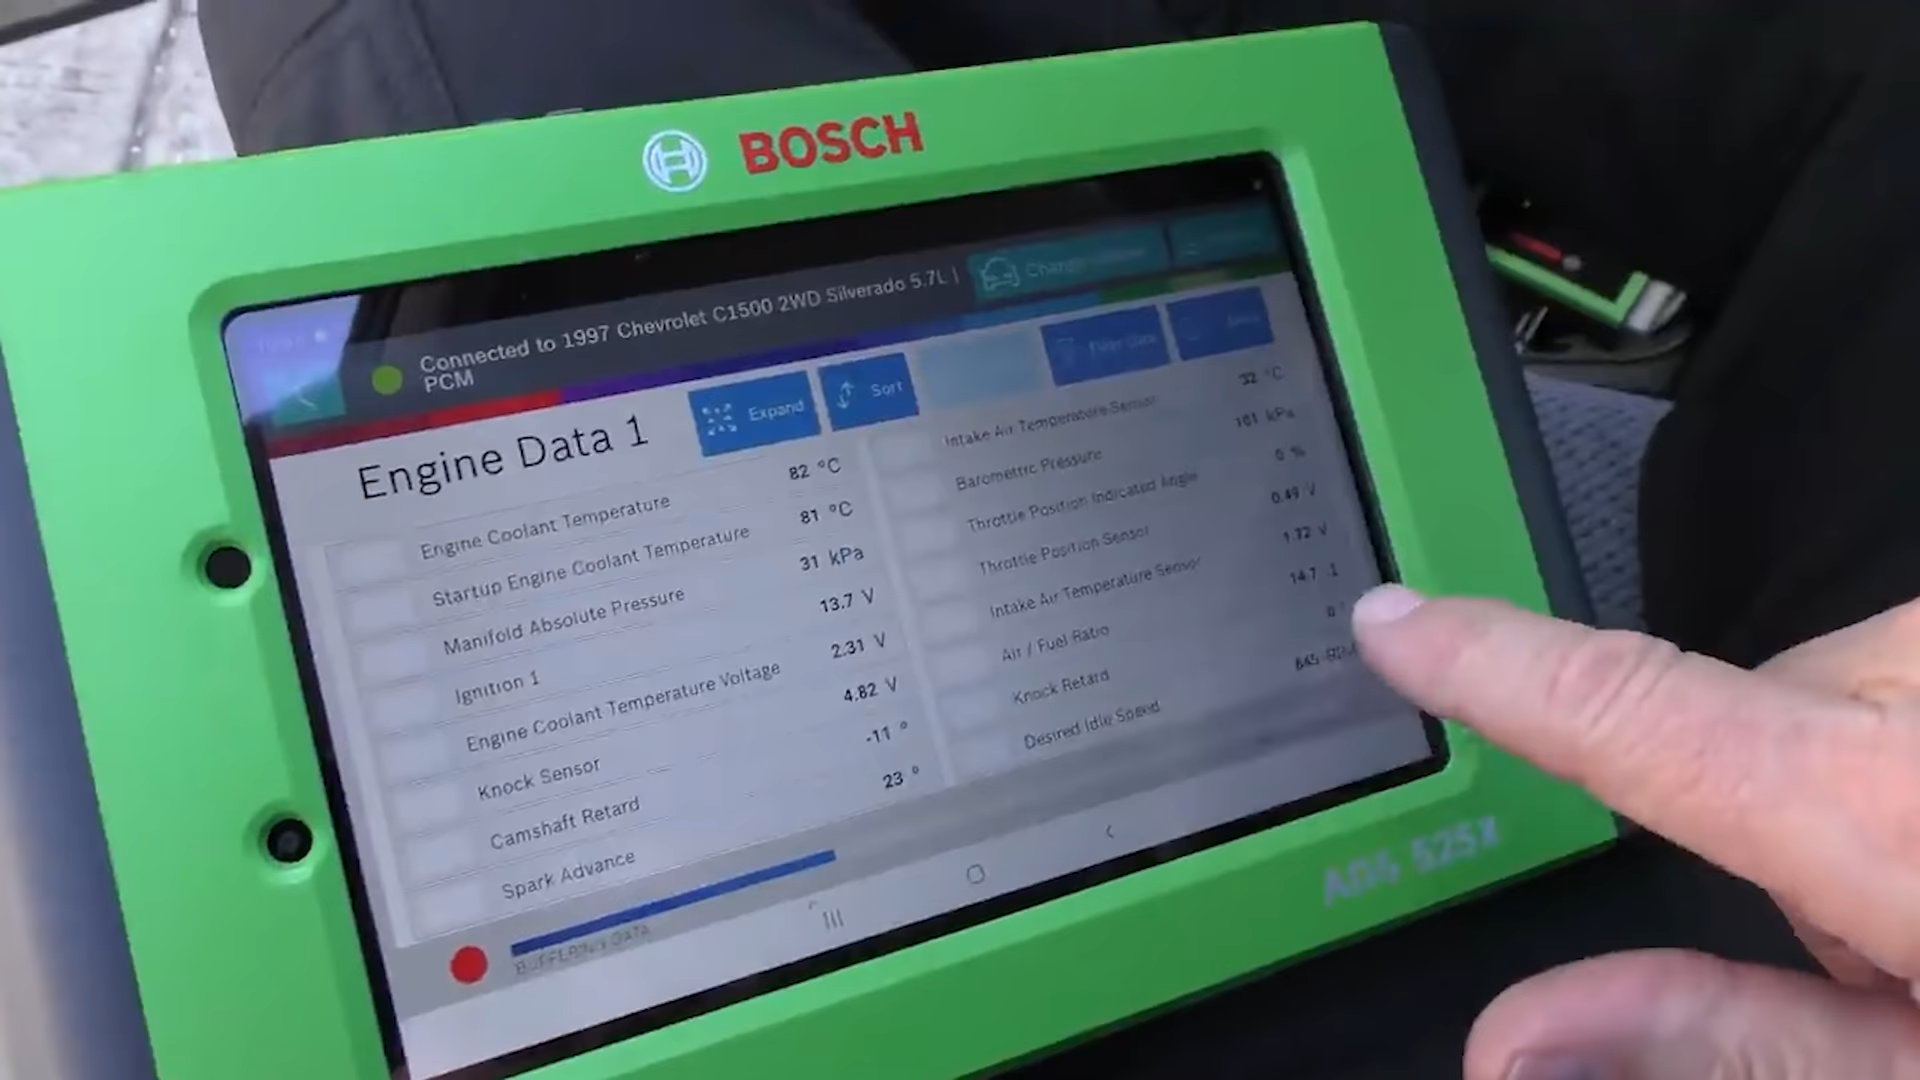 BOSCH
Connected to 1997 Chevrolet C1500 2WD Silverado 5.7L |
PCM
Engine Data 1
Expand
Sort
Engine Coolant Temperature 82 °C
Startup Engine Coolant Temperature 81 °C
Manifold Absolute Pressure 31 kPa
Ignition 1 13.7 V
Engine Coolant Temperature Voltage 2.31 V
Knock Sensor 4.82 V
Camshaft Retard -11 °
Spark Advance 23 °
Intake Air Temperature Sensor 32 °C
Barometric Pressure 101 kPa
Throttle Position Indicated Angle 0 %
Throttle Position Sensor 0.49 V
Intake Air Temperature Sensor 1.72 V
Air / Fuel Ratio 14.7 :1
Knock Retard 0 °
Desired Idle Speed
BUFFERING DATA
ADS 525X